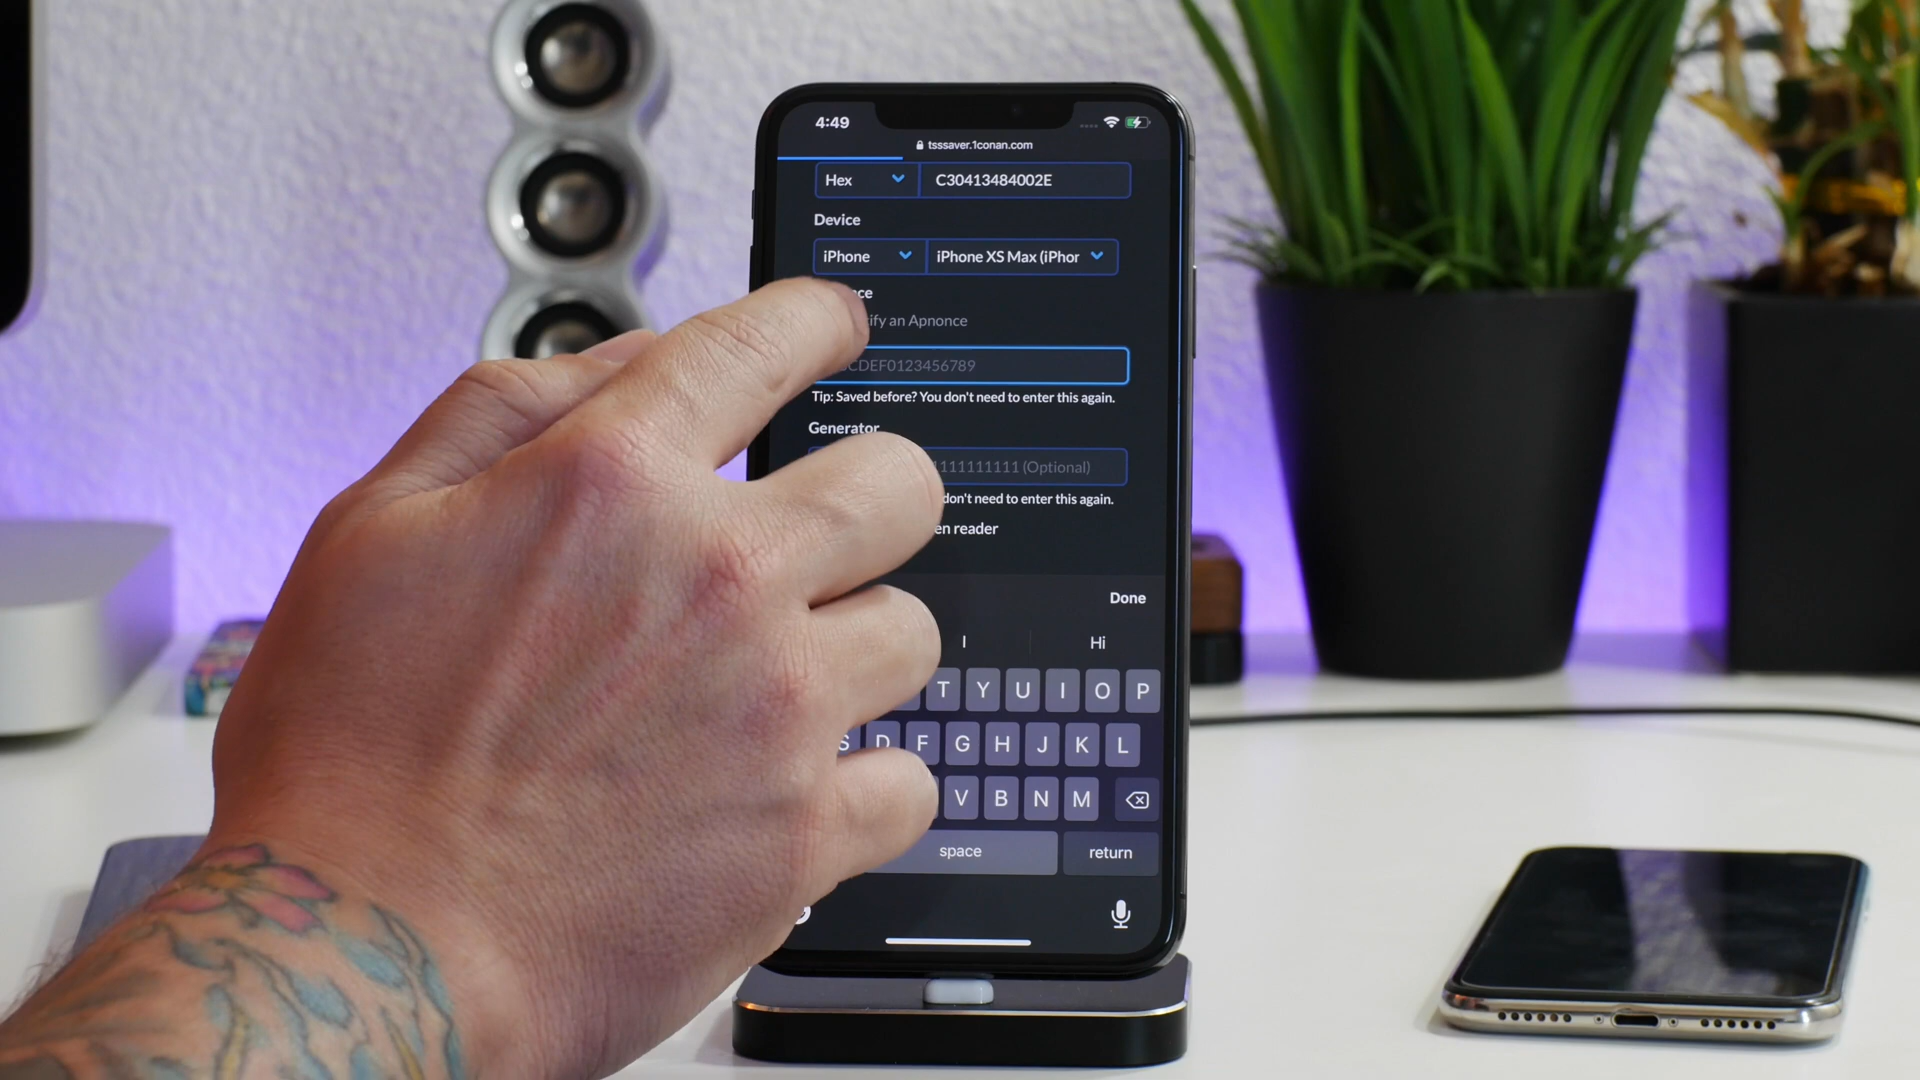 4:49
tsssaver.1conan.com
Hex C30413484002E
Device
iPhone iPhone XS Max (iPhor
nce
ify an Apnonce
CDEF0123456789
Tip: Saved before? You don't need to enter this again.
Generator
1111111111 (Optional)
don't need to enter this again.
en reader
Done
I Hi
T Y U I O P
S D F G H J K L
V B N M
space return